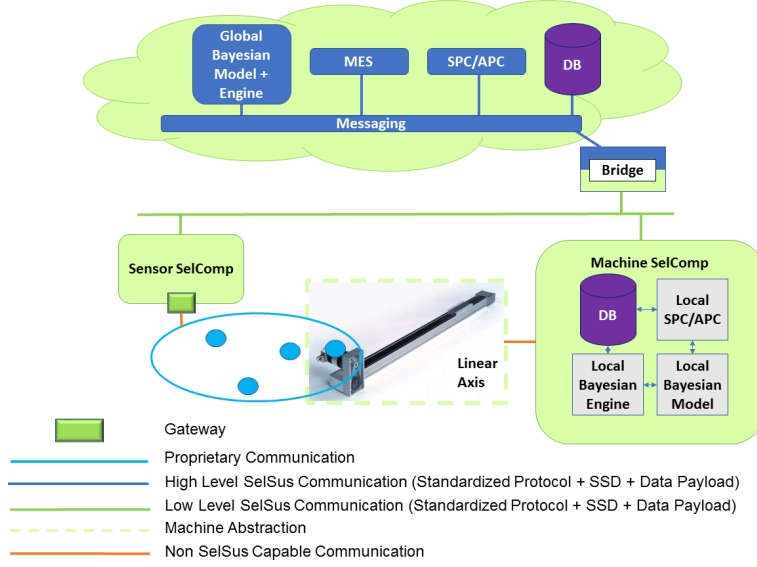 Global
Bayesian
Model +
Engine
MES
SPC/APC
DB
Messaging
Bridge
Sensor SelComp
Machine SelComp
DB
Local
SPC/APC
Linear
Axis
Local
Bayesian
Engine
Local
Bayesian
Model
Gateway
Proprietary Communication
High Level SelSus Communication (Standardized Protocol + SSD + Data Payload)
Low Level SelSus Communication (Standardized Protocol + SSD + Data Payload)
Machine Abstraction
Non SelSus Capable Communication